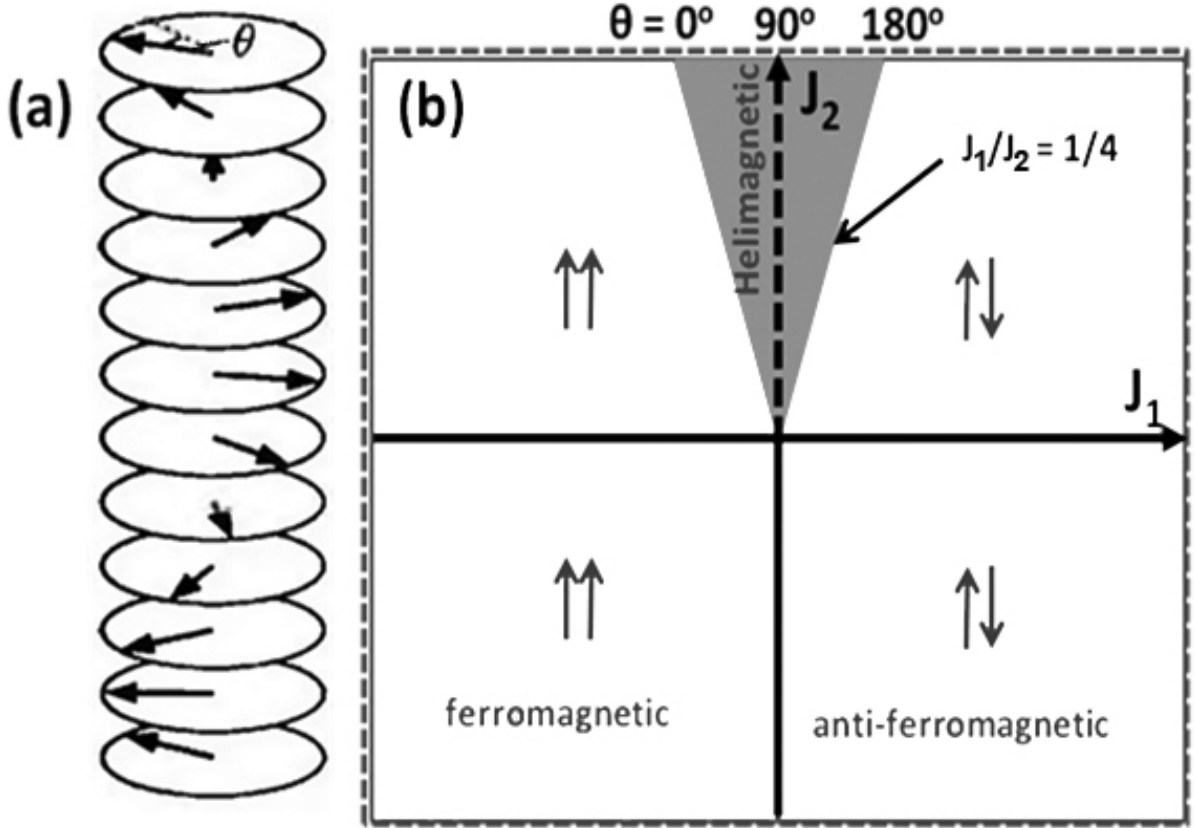 (a)
θ
θ = 0º 90º 180º
(b)
Helimagnetic
J₂
J₁/J₂ = 1/4
J₁
ferromagnetic
anti-ferromagnetic